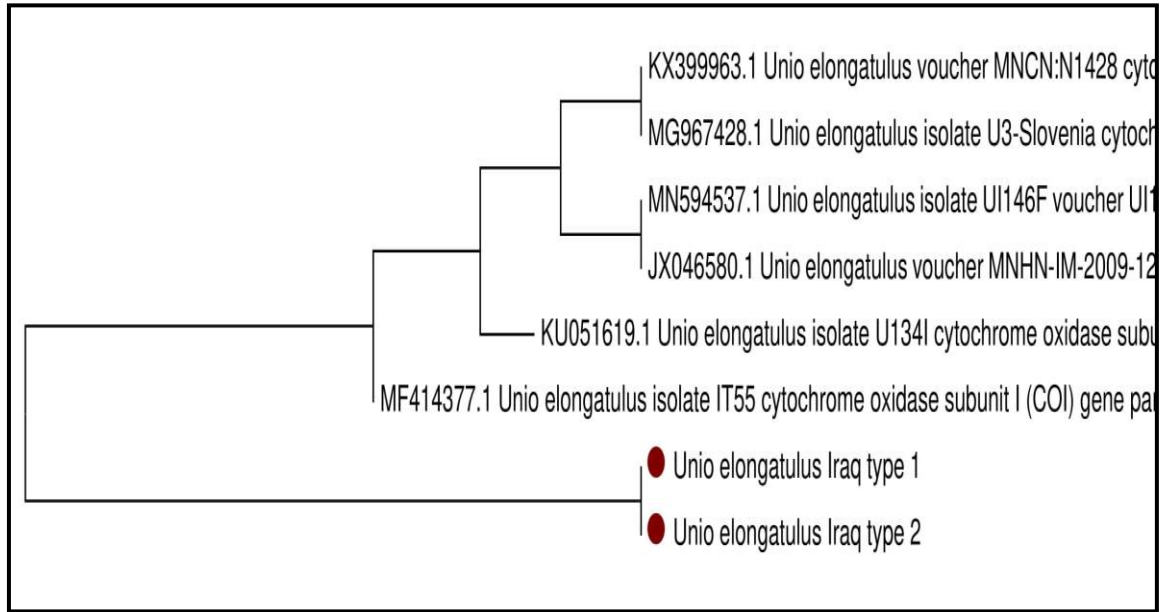 KX399963.1 Unio elongatulus voucher MNCN:N1428 cyto
MG967428.1 Unio elongatulus isolate U3-Slovenia cytoch
MN594537.1 Unio elongatulus isolate UI146F voucher UI1
JX046580.1 Unio elongatulus voucher MNHN-IM-2009-12
KU051619.1 Unio elongatulus isolate U134I cytochrome oxidase subu
MF414377.1 Unio elongatulus isolate IT55 cytochrome oxidase subunit I (COI) gene par
Unio elongatulus Iraq type 1
Unio elongatulus Iraq type 2